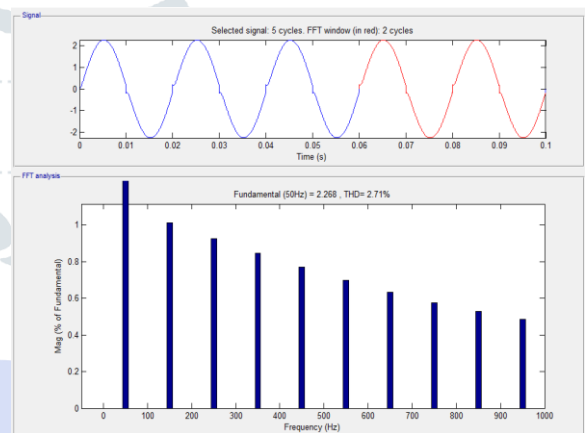 Signal
Selected signal: 5 cycles. FFT window (in red): 2 cycles
2
1
0
-1
-2
0 0.01 0.02 0.03 0.04 0.05 0.06 0.07 0.08 0.09 0.1
Time (s)
FFT analysis
Fundamental (50Hz) = 2.268 , THD= 2.71%
Mag (% of Fundamental)
1
0.8
0.6
0.4
0.2
0
0 100 200 300 400 500 600 700 800 900 1000
Frequency (Hz)